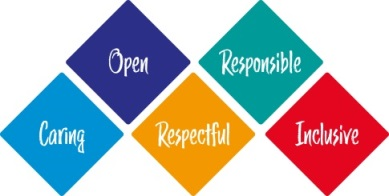 Open
Responsible
Caring
Respectful
Inclusive